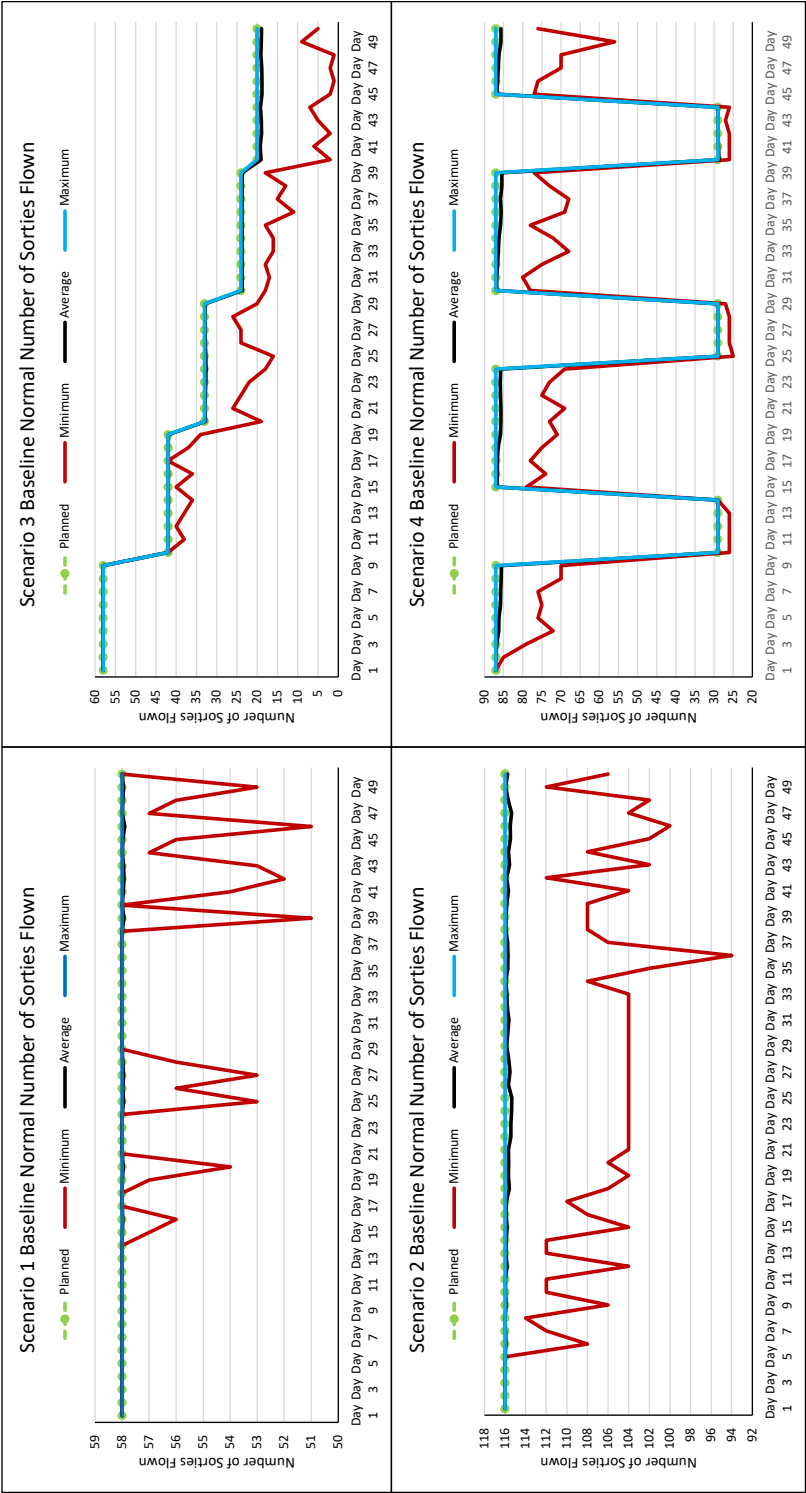 Scenario 1 Baseline Normal Number of Sorties Flown
Planned Minimum Average Maximum
Number of Sorties Flown
59
58
57
56
55
54
53
52
51
50
Day Day Day Day Day Day Day Day Day Day Day Day Day Day Day Day Day Day Day Day Day Day Day Day Day
1 3 5 7 9 11 13 15 17 19 21 23 25 27 29 31 33 35 37 39 41 43 45 47 49
Scenario 3 Baseline Normal Number of Sorties Flown
Planned Minimum Average Maximum
Number of Sorties Flown
60
55
50
45
40
35
30
25
20
15
10
5
0
Day Day Day Day Day Day Day Day Day Day Day Day Day Day Day Day Day Day Day Day Day Day Day Day Day
1 3 5 7 9 11 13 15 17 19 21 23 25 27 29 31 33 35 37 39 41 43 45 47 49
Scenario 2 Baseline Normal Number of Sorties Flown
Planned Minimum Average Maximum
Number of Sorties Flown
118
116
114
112
110
108
106
104
102
100
98
96
94
92
Day Day Day Day Day Day Day Day Day Day Day Day Day Day Day Day Day Day Day Day Day Day Day Day Day
1 3 5 7 9 11 13 15 17 19 21 23 25 27 29 31 33 35 37 39 41 43 45 47 49
Scenario 4 Baseline Normal Number of Sorties Flown
Planned Minimum Average Maximum
Number of Sorties Flown
90
85
80
75
70
65
60
55
50
45
40
35
30
25
20
Day Day Day Day Day Day Day Day Day Day Day Day Day Day Day Day Day Day Day Day Day Day Day Day Day
1 3 5 7 9 11 13 15 17 19 21 23 25 27 29 31 33 35 37 39 41 43 45 47 49